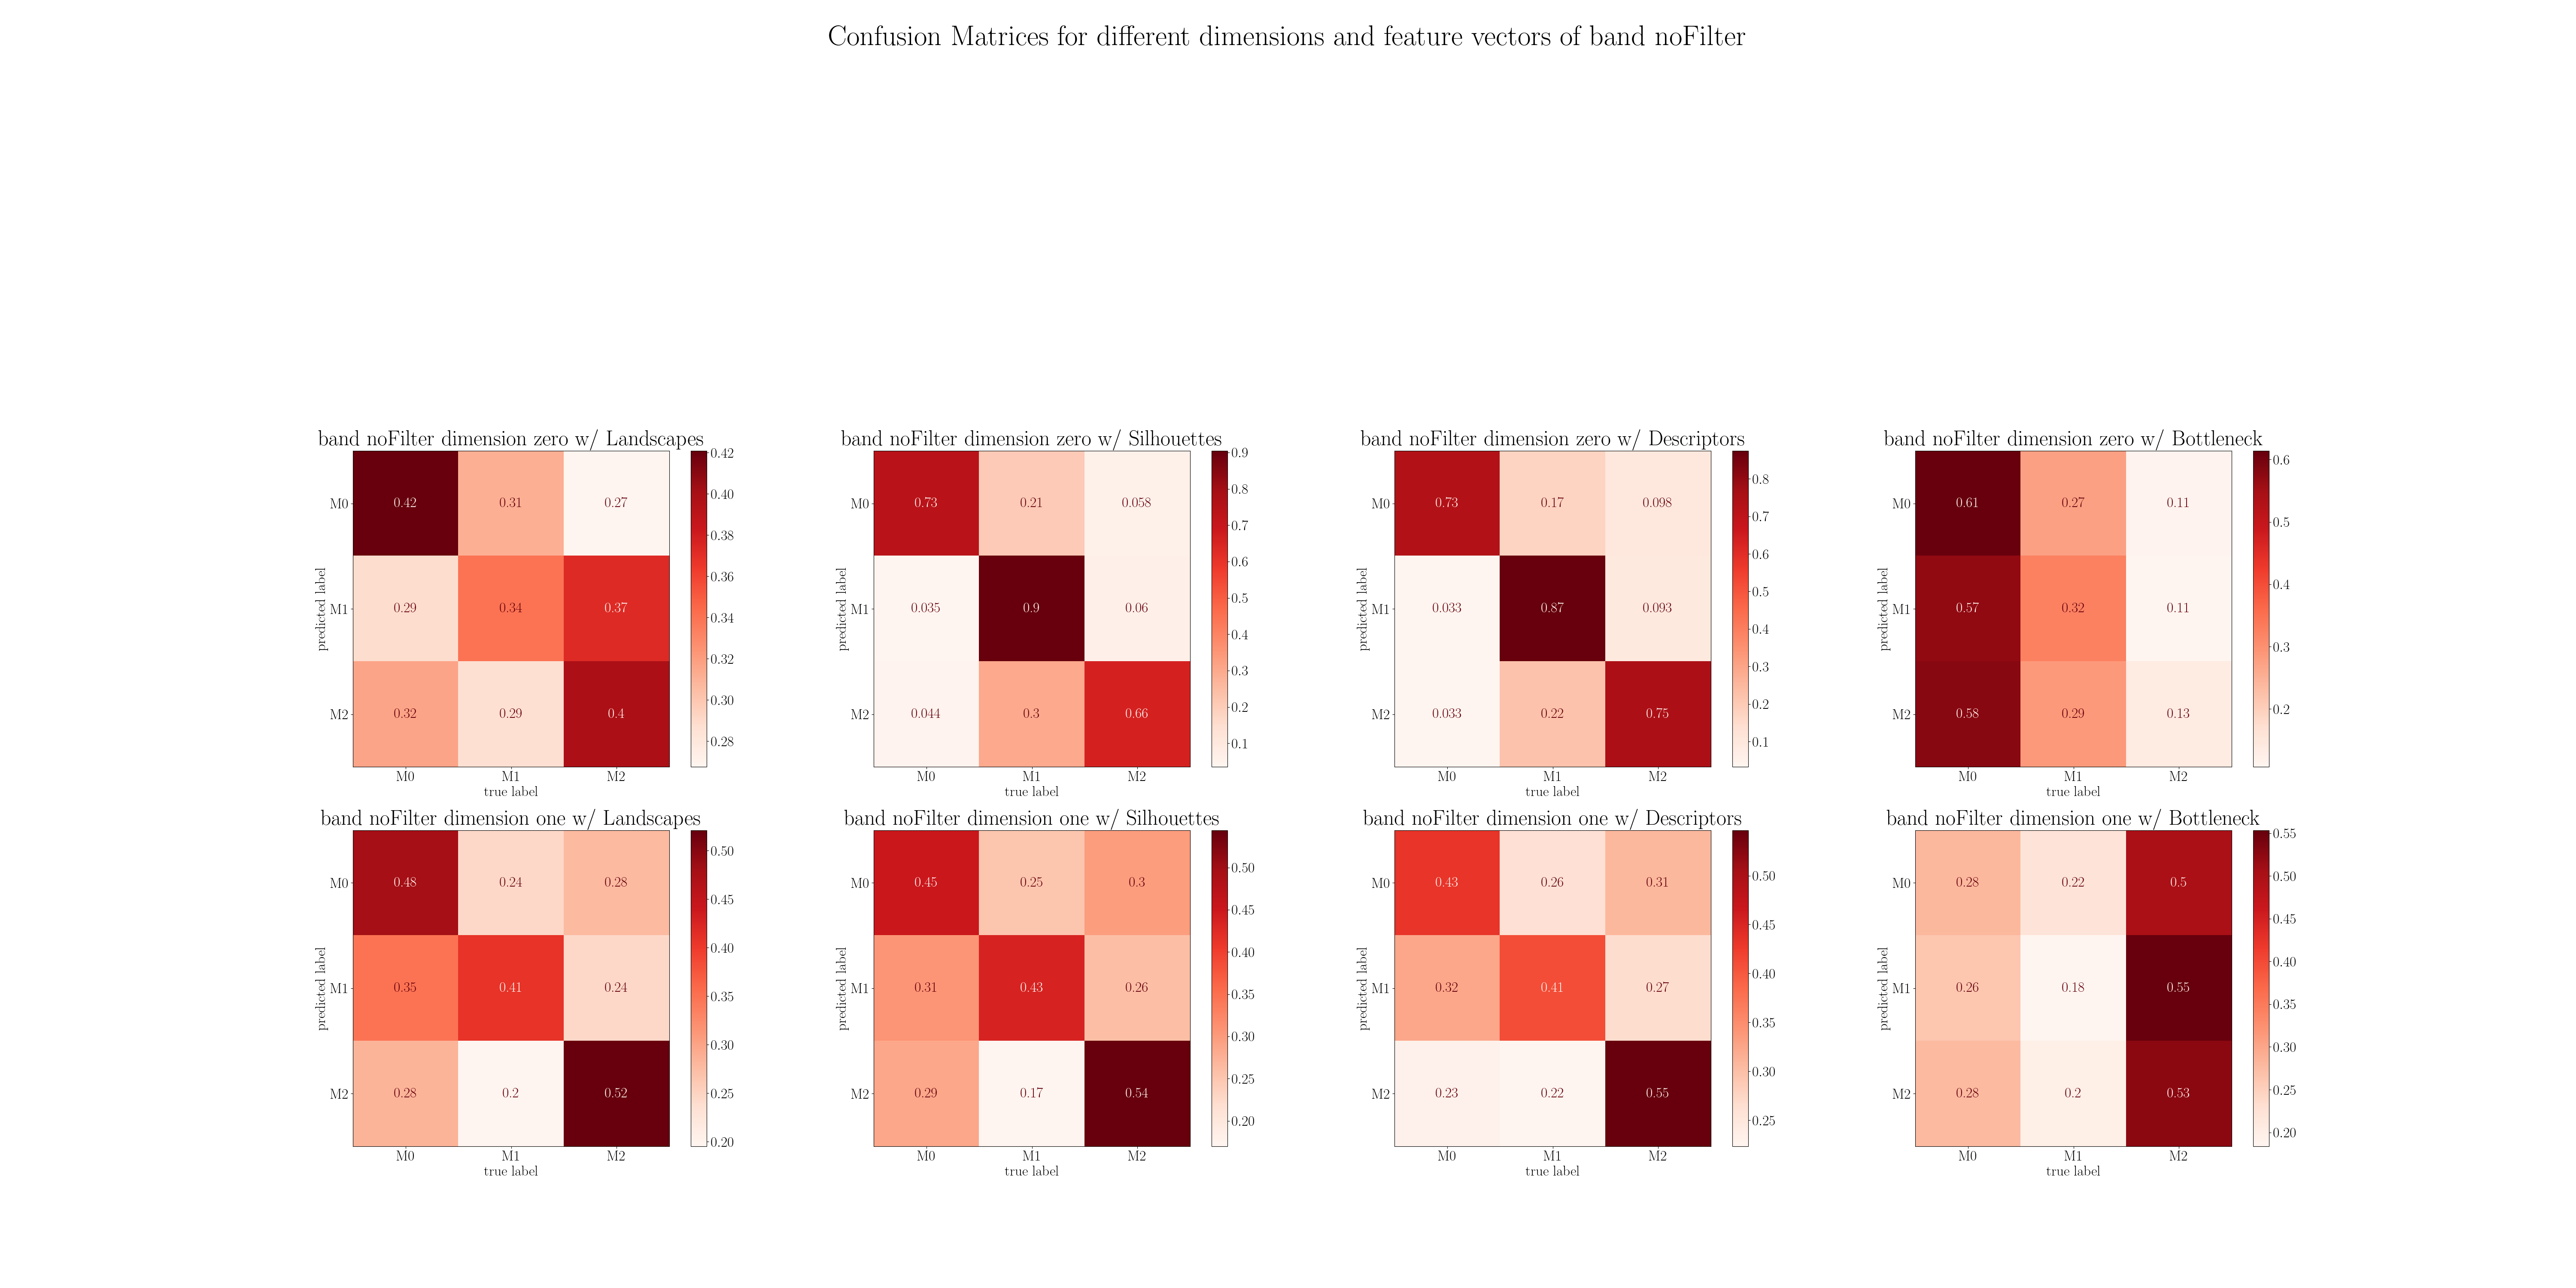 Confusion Matrices for different dimensions and feature vectors of band noFilter
band noFilter dimension zero w/ Landscapes
0.42 0.31 0.27
0.29 0.34 0.37
0.32 0.29 0.4
M0
M1
M2
predicted label
M0 M1 M2
true label
0.42
0.40
0.38
0.36
0.34
0.32
0.30
0.28
band noFilter dimension zero w/ Silhouettes
0.73 0.21 0.058
0.035 0.9 0.06
0.044 0.3 0.66
M0
M1
M2
predicted label
M0 M1 M2
true label
0.9
0.8
0.7
0.6
0.5
0.4
0.3
0.2
0.1
band noFilter dimension zero w/ Descriptors
0.73 0.17 0.098
0.033 0.87 0.093
0.033 0.22 0.75
M0
M1
M2
predicted label
M0 M1 M2
true label
0.8
0.7
0.6
0.5
0.4
0.3
0.2
0.1
band noFilter dimension zero w/ Bottleneck
0.61 0.27 0.11
0.57 0.32 0.11
0.58 0.29 0.13
M0
M1
M2
predicted label
M0 M1 M2
true label
0.6
0.5
0.4
0.3
0.2
band noFilter dimension one w/ Landscapes
0.48 0.24 0.28
0.35 0.41 0.24
0.28 0.2 0.52
M0
M1
M2
predicted label
M0 M1 M2
true label
0.50
0.45
0.40
0.35
0.30
0.25
0.20
band noFilter dimension one w/ Silhouettes
0.45 0.25 0.3
0.31 0.43 0.26
0.29 0.17 0.54
M0
M1
M2
predicted label
M0 M1 M2
true label
0.50
0.45
0.40
0.35
0.30
0.25
0.20
band noFilter dimension one w/ Descriptors
0.43 0.26 0.31
0.32 0.41 0.27
0.23 0.22 0.55
M0
M1
M2
predicted label
M0 M1 M2
true label
0.50
0.45
0.40
0.35
0.30
0.25
band noFilter dimension one w/ Bottleneck
0.28 0.22 0.5
0.26 0.18 0.55
0.28 0.2 0.53
M0
M1
M2
predicted label
M0 M1 M2
true label
0.55
0.50
0.45
0.40
0.35
0.30
0.25
0.20